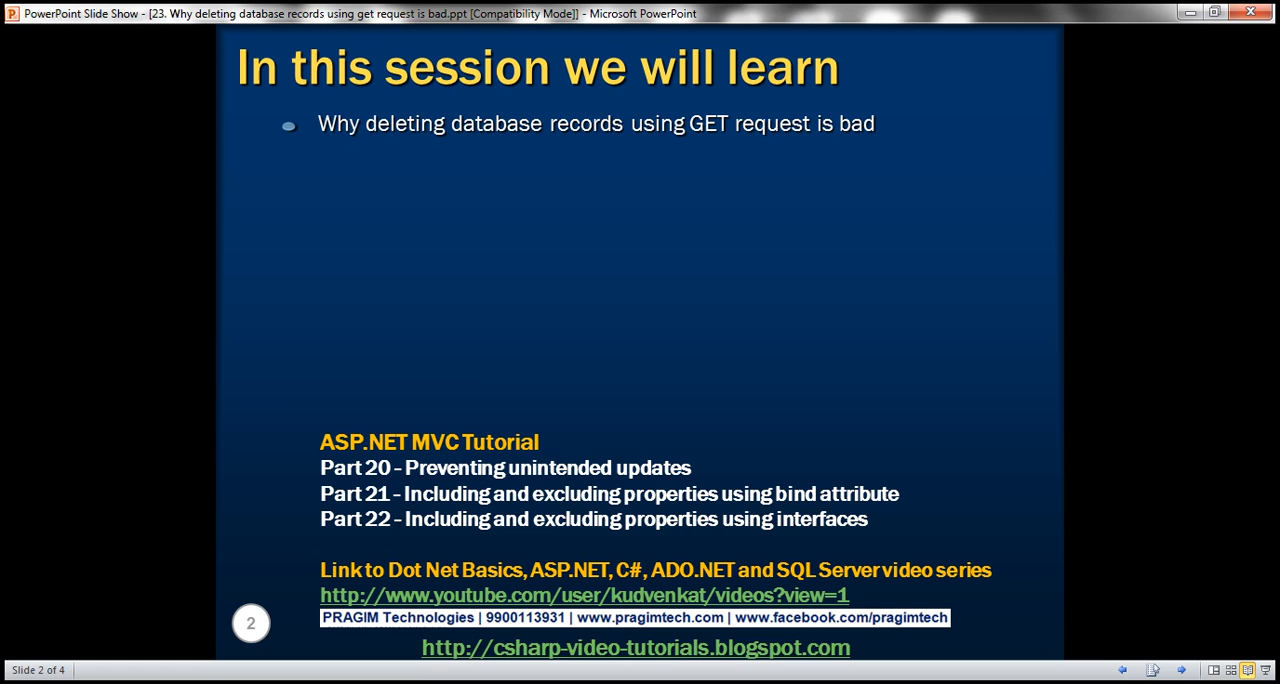 PowerPoint Slide Show - [23. Why deleting database records using get request is bad.ppt [Compatibility Mode]] - Microsoft PowerPoint
In this session we will learn
Why deleting database records using GET request is bad
ASP.NET MVC Tutorial
Part 20 - Preventing unintended updates
Part 21 - Including and excluding properties using bind attribute
Part 22 - Including and excluding properties using interfaces
Link to Dot Net Basics, ASP.NET, C#, ADO.NET and SQL Server video series
http://www.youtube.com/user/kudvenkat/videos?view=1
PRAGIM Technologies | 9900113931 | www.pragimtech.com | www.facebook.com/pragimtech
2
http://csharp-video-tutorials.blogspot.com
Slide 2 of 4